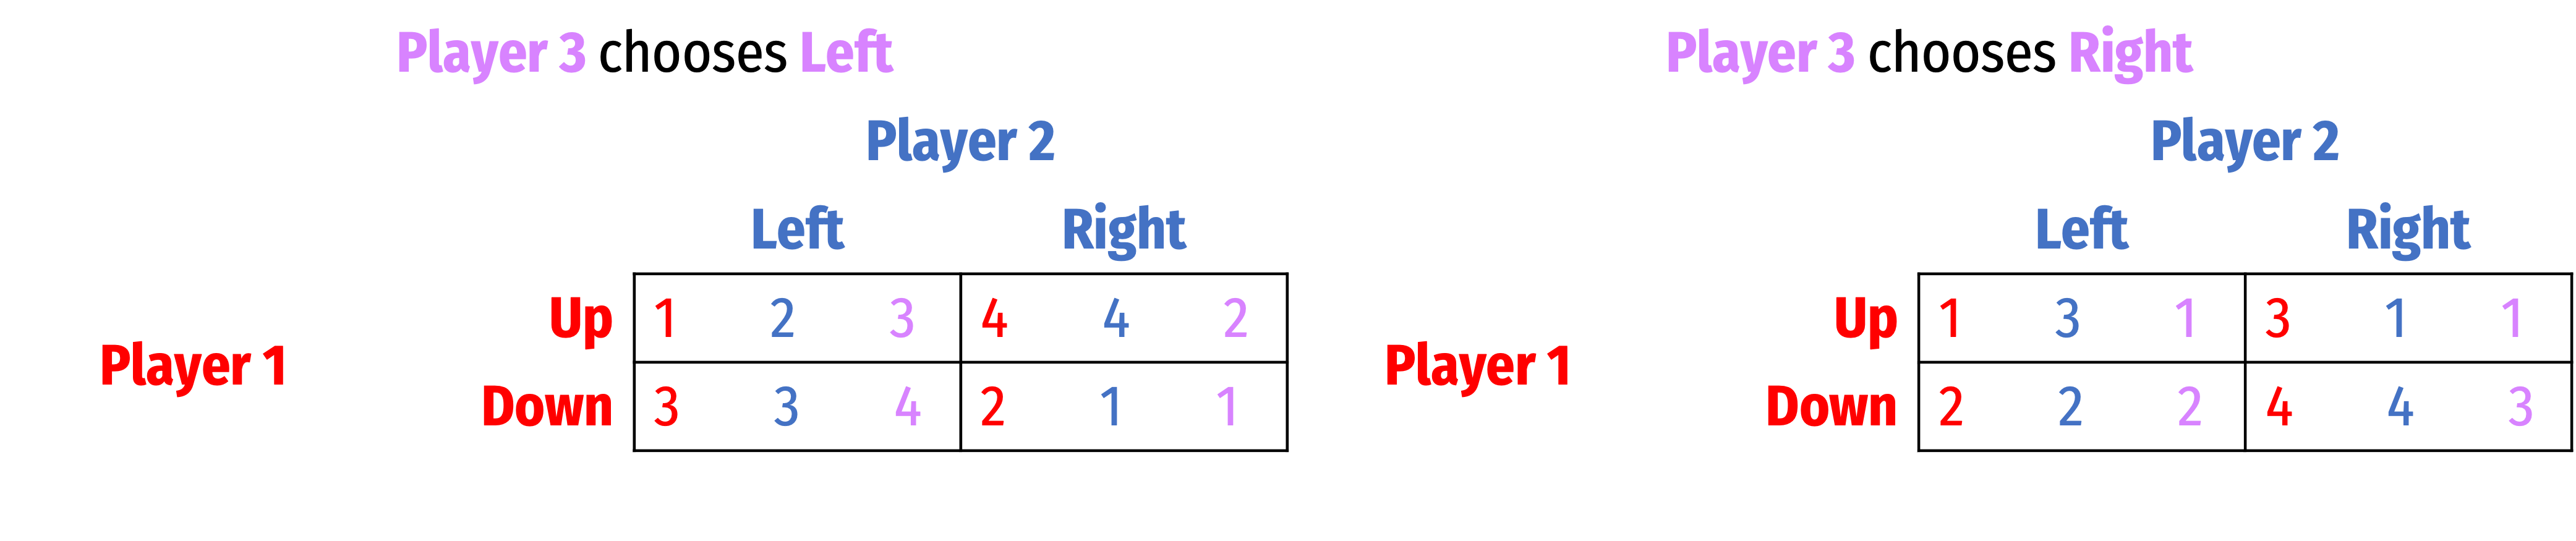 Player 3 chooses Left
Player 2
Left Right
Up 1 2 3 4 4 2
Player 1
Down 3 3 4 2 1 1
Player 3 chooses Right
Player 2
Left Right
Up 1 3 1 3 1 1
Player 1
Down 2 2 2 4 4 3